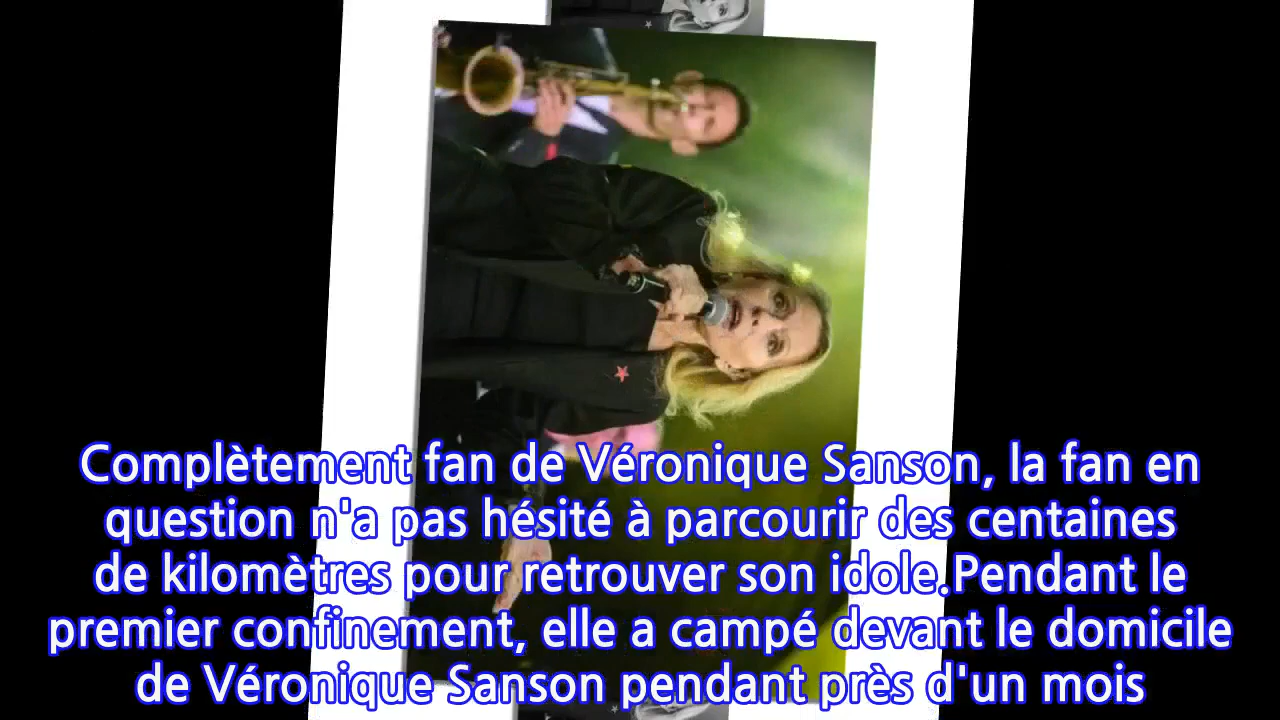 Complètement fan de Véronique Sanson, la fan en
question n'a pas hésité à parcourir des centaines
de kilomètres pour retrouver son idole.Pendant le
premier confinement, elle a campé devant le domicile
de Véronique Sanson pendant près d'un mois